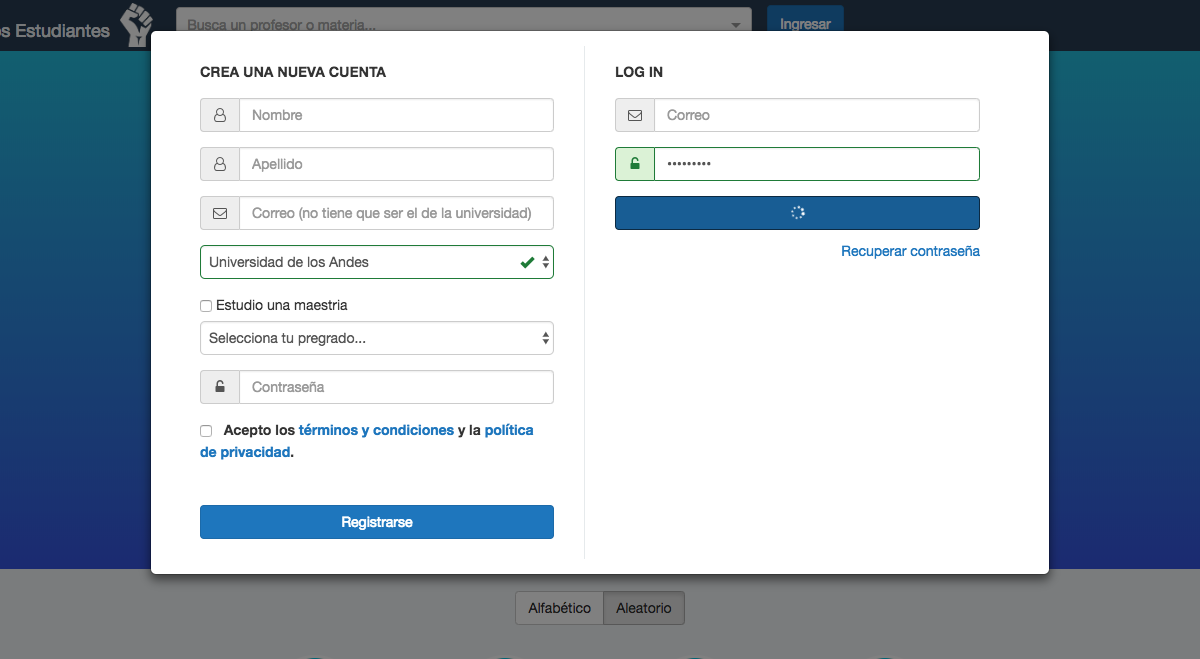 s Estudiantes
Busca un profesor o materia...
Ingresar
CREA UNA NUEVA CUENTA
Nombre
Apellido
Correo (no tiene que ser el de la universidad)
Universidad de los Andes
Estudio una maestria
Selecciona tu pregrado...
Contraseña
Acepto los términos y condiciones y la política
de privacidad.
Registrarse
LOG IN
Correo
•••••••••
Recuperar contraseña
Alfabético
Aleatorio